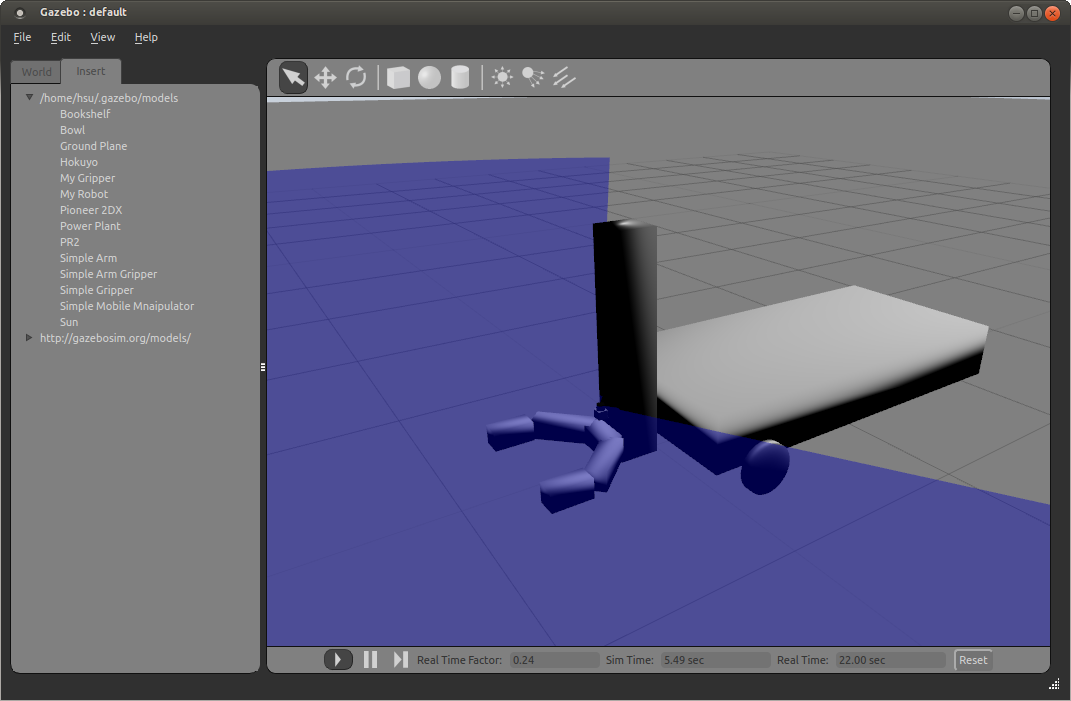 Gazebo : default
File Edit View Help
World Insert
/home/hsu/.gazebo/models
Bookshelf
Bowl
Ground Plane
Hokuyo
My Gripper
My Robot
Pioneer 2DX
Power Plant
PR2
Simple Arm
Simple Arm Gripper
Simple Gripper
Simple Mobile Mnaipulator
Sun
http://gazebosim.org/models/
Real Time Factor: 0.24 Sim Time: 5.49 sec Real Time: 22.00 sec Reset